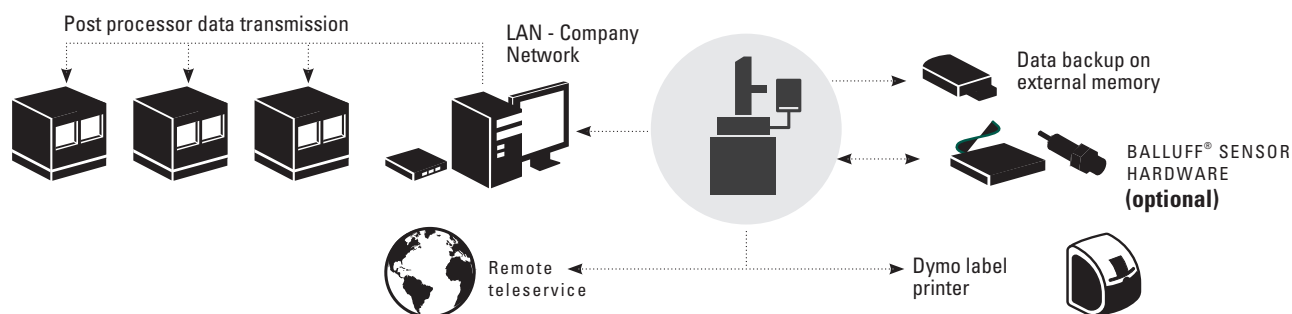 Post processor data transmission
LAN - Company
Network
Data backup on
external memory
BALLUFF® SENSOR
HARDWARE
(optional)
Remote
teleservice
Dymo label
printer